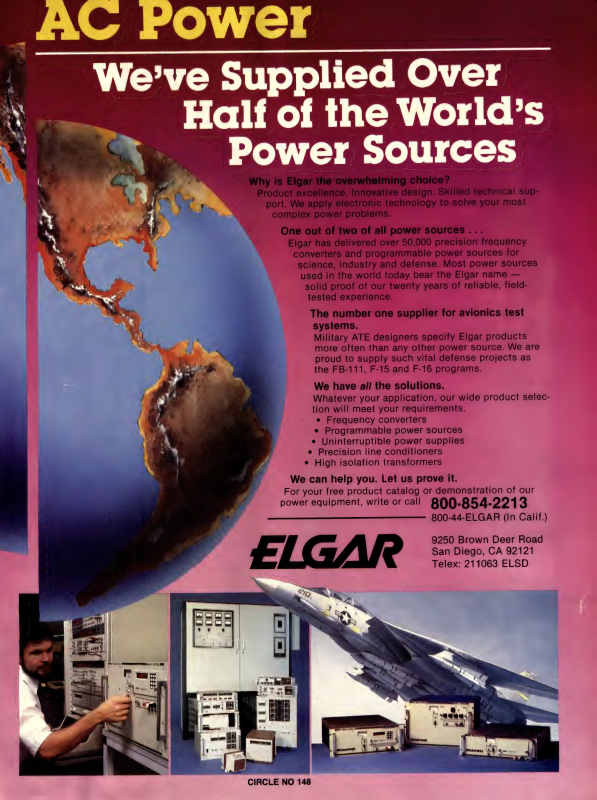 AC Power
We've Supplied Over
Half of the World's
Power Sources
Why is Elgar the overwhelming choice?
Product excellence. Innovative design. Skilled technical sup-
port. We apply electronic technology to solve your most
complex power problems.
One out of two of all power sources . . .
Elgar has delivered over 50,000 precision frequency
converters and programmable power sources for
science, industry and defense. Most power sources
used in the world today bear the Elgar name —
solid proof of our twenty years of reliable, field-
tested experience.
The number one supplier for avionics test
systems.
Military ATE designers specify Elgar products
more often than any other power source. We are
proud to supply such vital defense projects as
the FB-111, F-15 and F-16 programs.
We have all the solutions.
Whatever your application, our wide product selec-
tion will meet your requirements.
• Frequency converters
• Programmable power sources
• Uninterruptible power supplies
• Precision line conditioners
• High isolation transformers
We can help you. Let us prove it.
For your free product catalog or demonstration of our
power equipment, write or call 800-854-2213
800-44-ELGAR (In Calif.)
ELGAR
9250 Brown Deer Road
San Diego, CA 92121
Telex: 211063 ELSD
210
CIRCLE NO 148